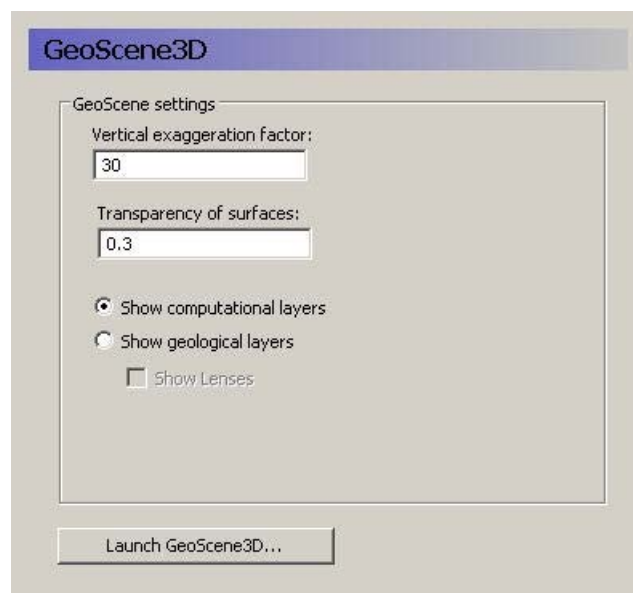 GeoScene3D
GeoScene settings
Vertical exaggeration factor:
30
Transparency of surfaces:
0.3
Show computational layers
Show geological layers
Show Lenses
Launch GeoScene3D...